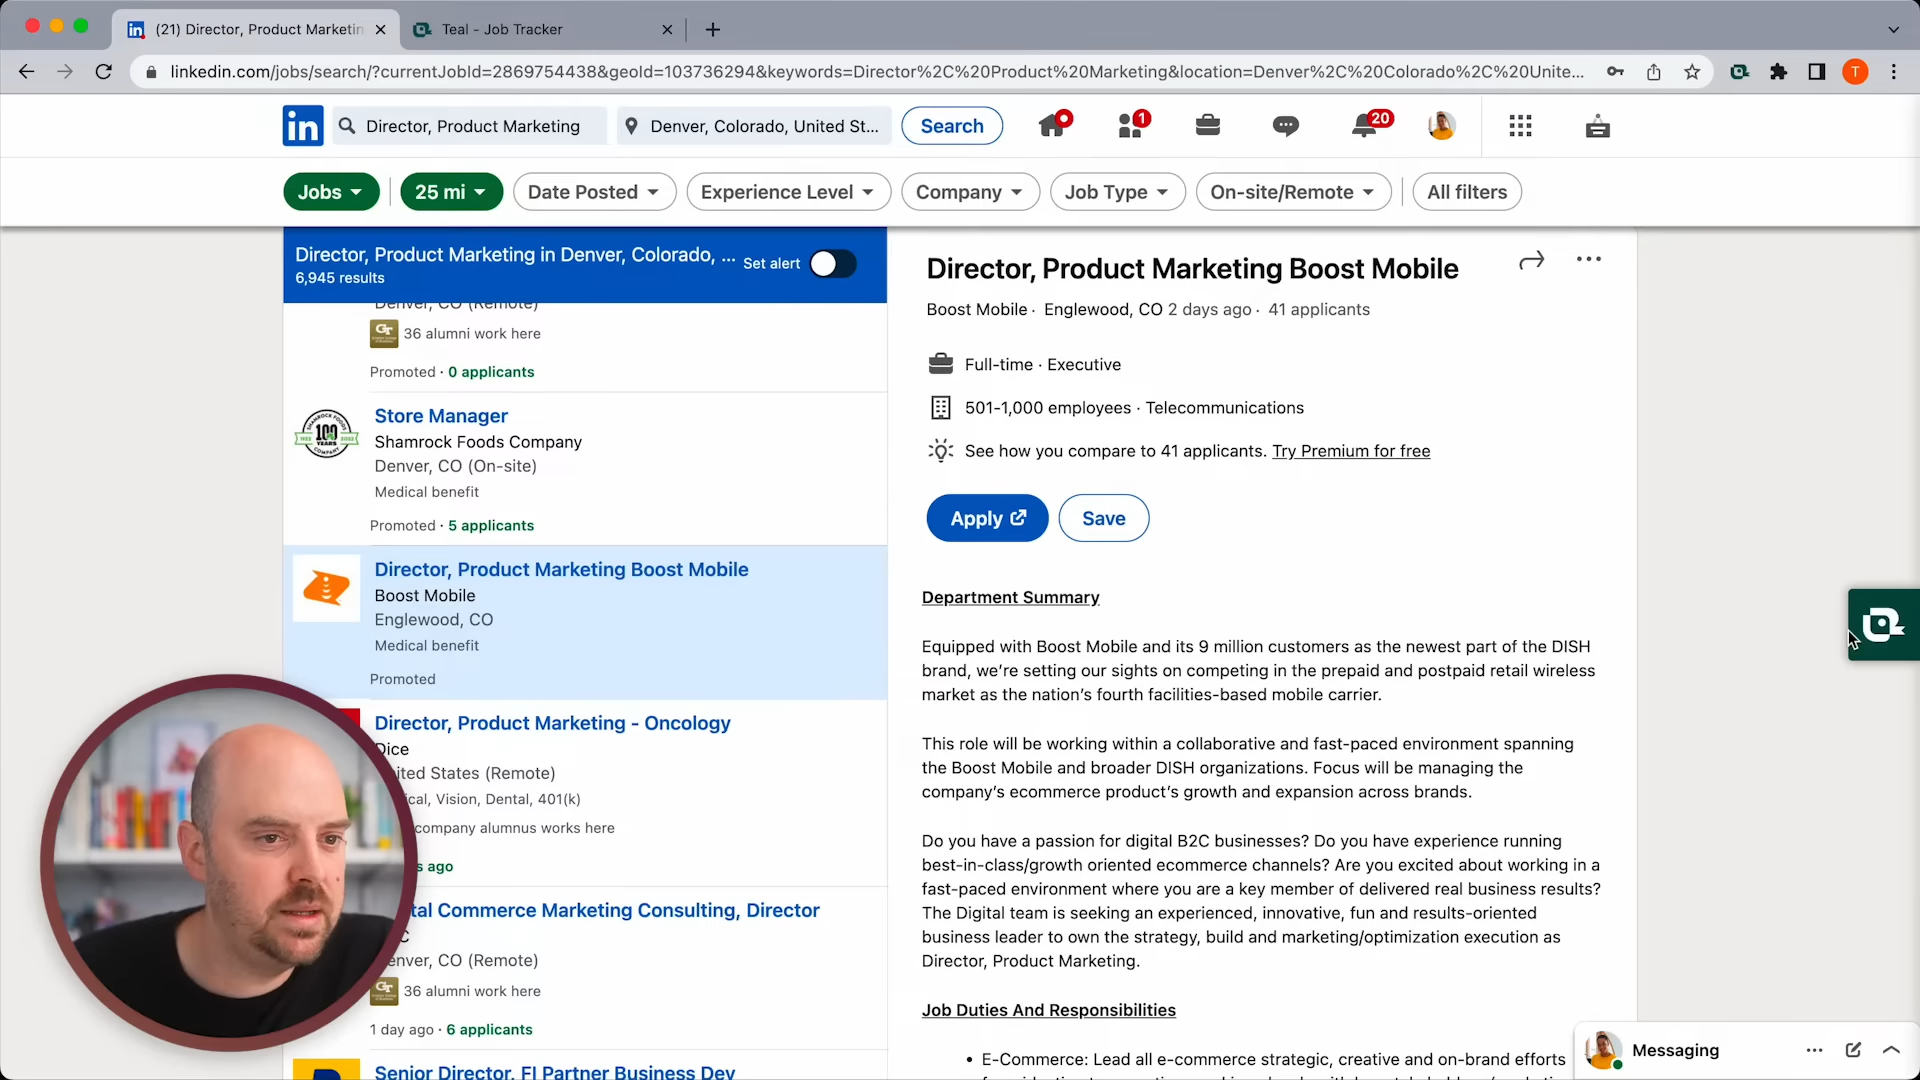 (21) Director, Product Marketin
Teal - Job Tracker
linkedin.com/jobs/search/?currentJobId=2869754438&geoId=103736294&keywords=Director%2C%20Product%20Marketing&location=Denver%2C%20Colorado%2C%20Unite...
T
in
Director, Product Marketing
Denver, Colorado, United St...
Search
1
20
Jobs
25 mi
Date Posted
Experience Level
Company
Job Type
On-site/Remote
All filters
Director, Product Marketing in Denver, Colorado, ...
Set alert
6,945 results
Denver, CO (Remote)
GT
36 alumni work here
Promoted · 0 applicants
100
YEARS
COMPANY
Store Manager
Shamrock Foods Company
Denver, CO (On-site)
Medical benefit
Promoted · 5 applicants
Director, Product Marketing Boost Mobile
Boost Mobile
Englewood, CO
Medical benefit
Promoted
Director, Product Marketing - Oncology
Dice
ited States (Remote)
ical, Vision, Dental, 401(k)
company alumnus works here
s ago
tal Commerce Marketing Consulting, Director
C
enver, CO (Remote)
GT
36 alumni work here
1 day ago · 6 applicants
Senior Director, FI Partner Business Dev
Director, Product Marketing Boost Mobile
Boost Mobile · Englewood, CO 2 days ago · 41 applicants
Full-time · Executive
501-1,000 employees · Telecommunications
See how you compare to 41 applicants. Try Premium for free
Apply
Save
Department Summary
Equipped with Boost Mobile and its 9 million customers as the newest part of the DISH
brand, we're setting our sights on competing in the prepaid and postpaid retail wireless
market as the nation's fourth facilities-based mobile carrier.
This role will be working within a collaborative and fast-paced environment spanning
the Boost Mobile and broader DISH organizations. Focus will be managing the
company's ecommerce product's growth and expansion across brands.
Do you have a passion for digital B2C businesses? Do you have experience running
best-in-class/growth oriented ecommerce channels? Are you excited about working in a
fast-paced environment where you are a key member of delivered real business results?
The Digital team is seeking an experienced, innovative, fun and results-oriented
business leader to own the strategy, build and marketing/optimization execution as
Director, Product Marketing.
Job Duties And Responsibilities
• E-Commerce: Lead all e-commerce strategic, creative and on-brand efforts
Messaging